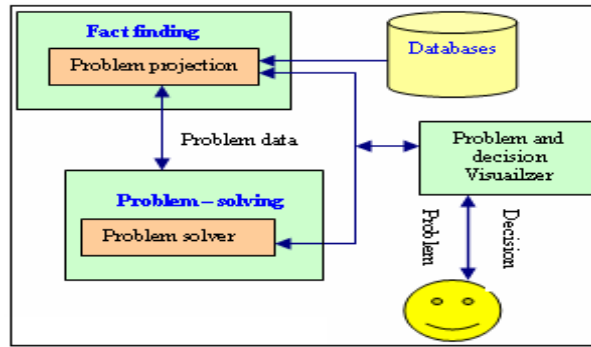 Fact finding
Problem projection
Databases
Problem data
Problem and
decision
Visuailzer
Problem – solving
Problem solver
Problem
Decision